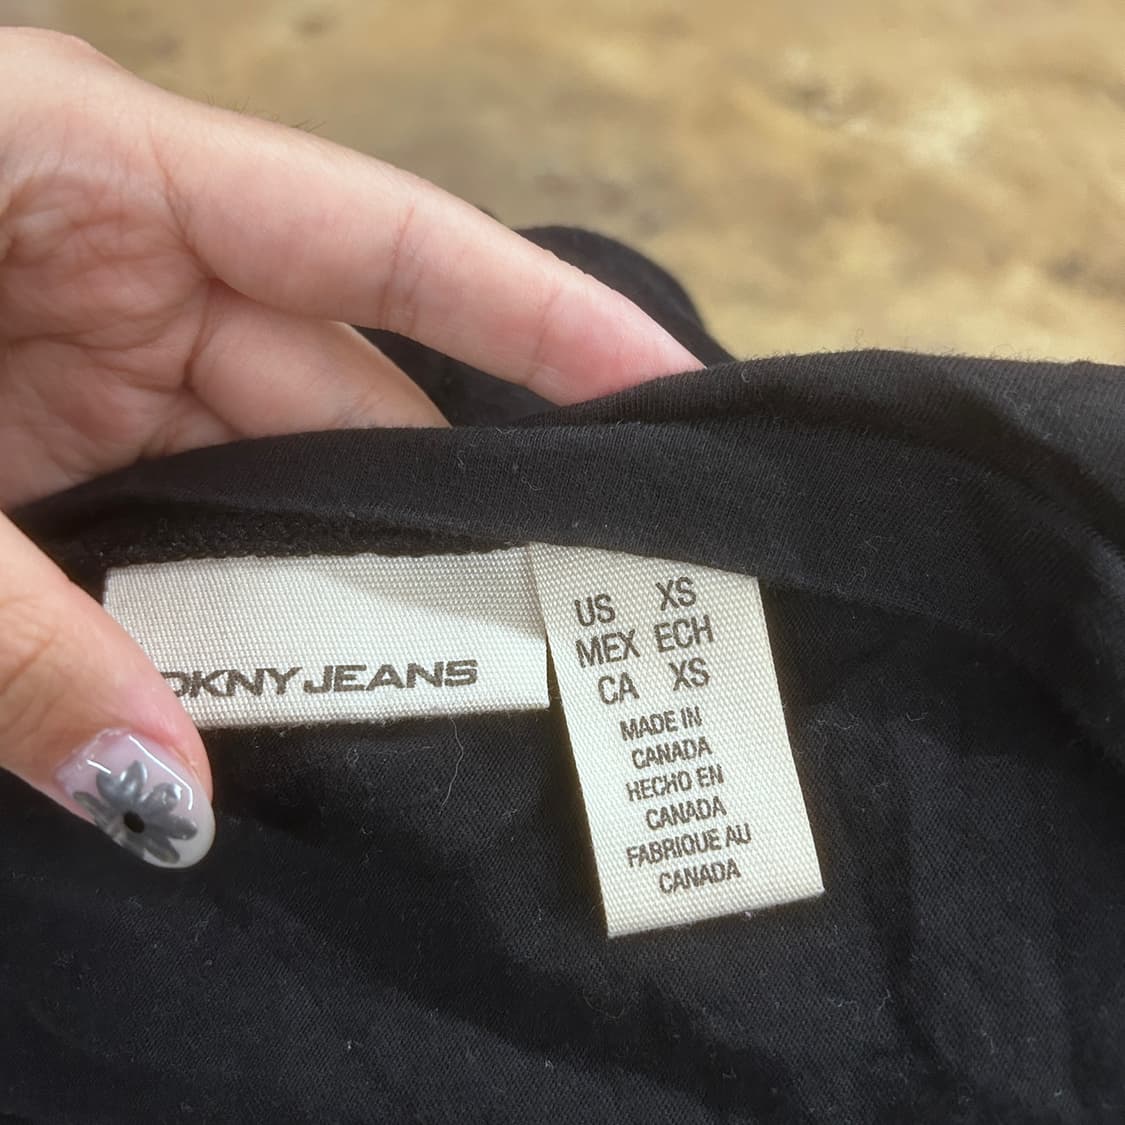 DKNY JEANS
US XS
MEX ECH
CA XS
MADE IN
CANADA
HECHO EN
CANADA
FABRIQUE AU
CANADA